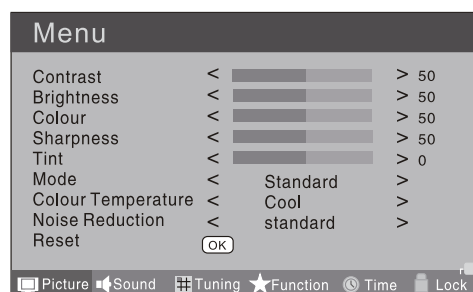 Menu
Contrast < > 50
Brightness < > 50
Colour < > 50
Sharpness < > 50
Tint < > 0
Mode < Standard >
Colour Temperature < Cool >
Noise Reduction < standard >
Reset OK
Picture Sound Tuning Function Time Lock